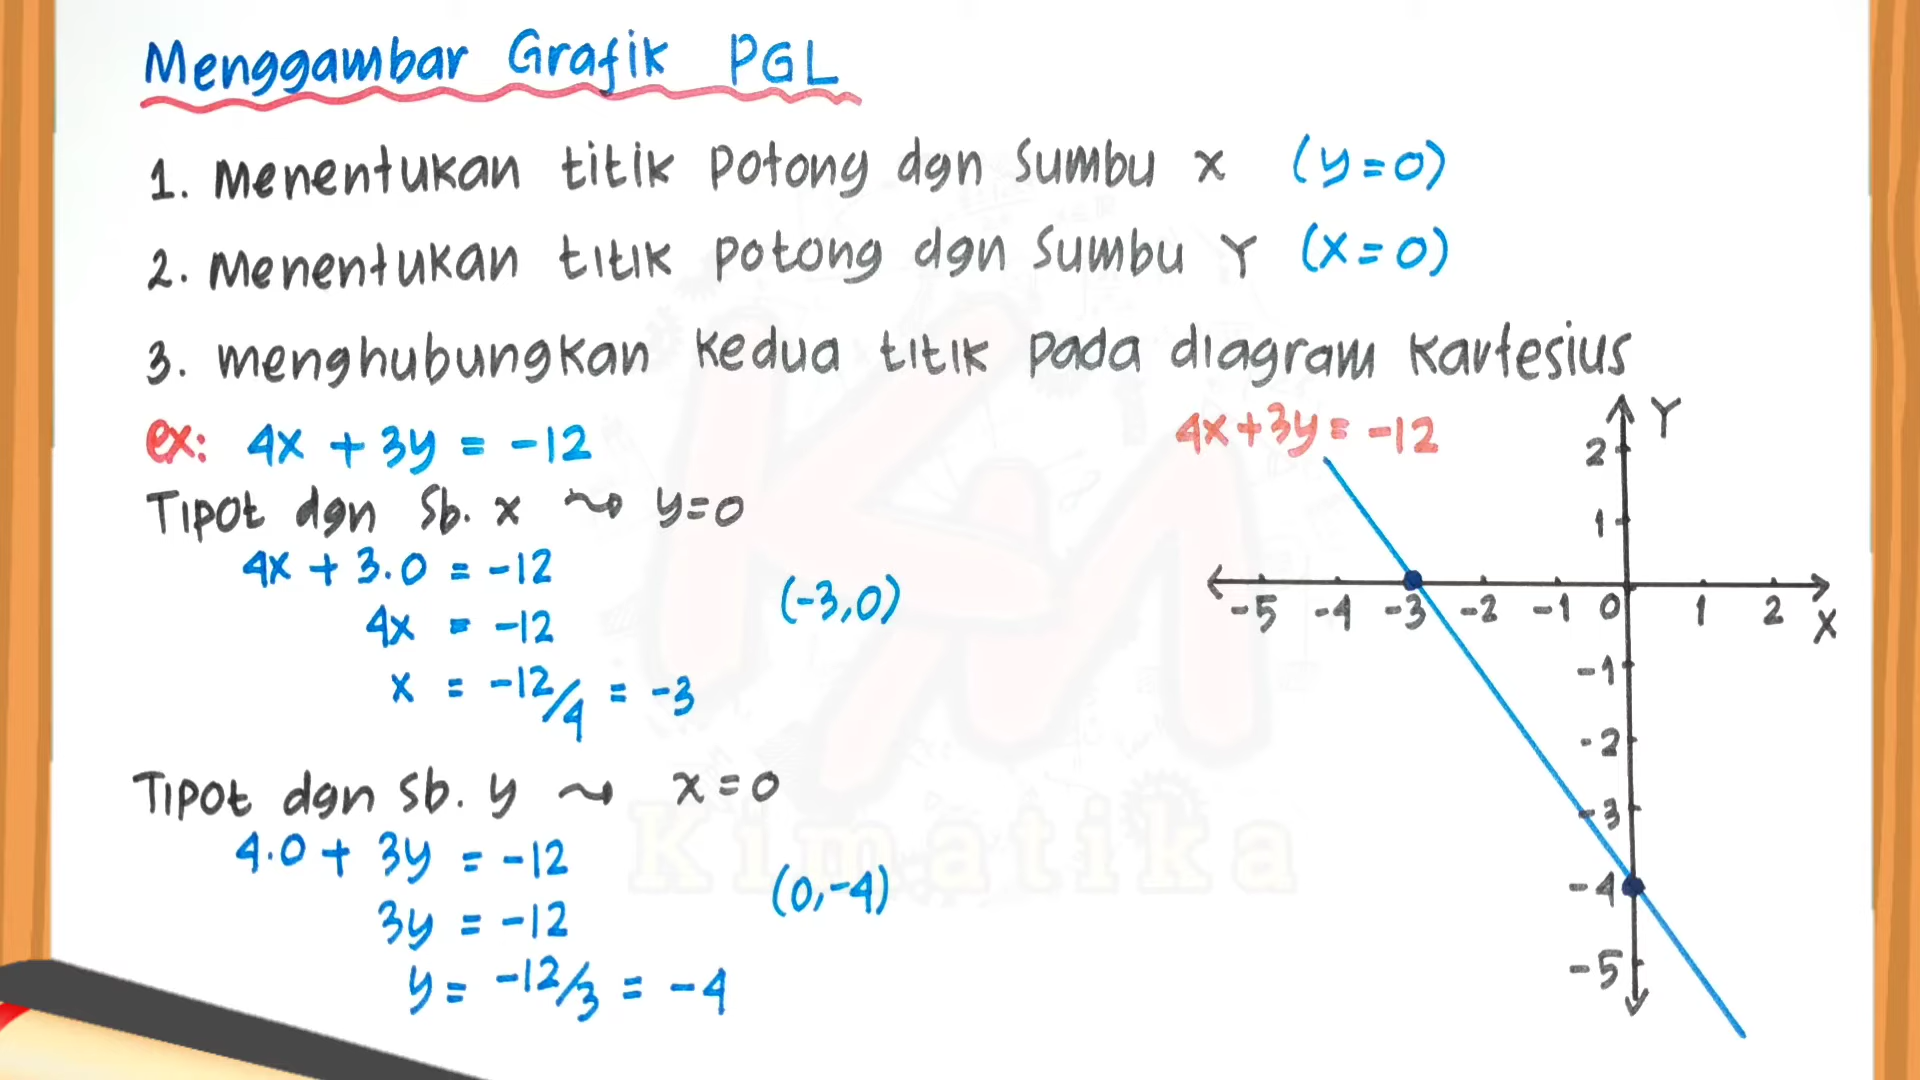 Menggambar Grafik PGL
1. Menentukan titik potong dgn sumbu x (y=0)
2. Menentukan titik potong dgn sumbu Y (x=0)
3. menghubungkan kedua titik pada diagram kartesius
ex: 4x + 3y = -12
Tipot dgn sb. x ⤳ y=0
4x + 3.0 = -12
4x = -12
x = -12/4 = -3
(-3,0)
Tipot dgn sb. y ⤳ x=0
4.0 + 3y = -12
3y = -12
y = -12/3 = -4
(0,-4)
4x+3y = -12
Y
2
1
-5 -4 -3 -2 -1 0 1 2 X
-1
-2
-3
-4
-5
KM
Kimatika